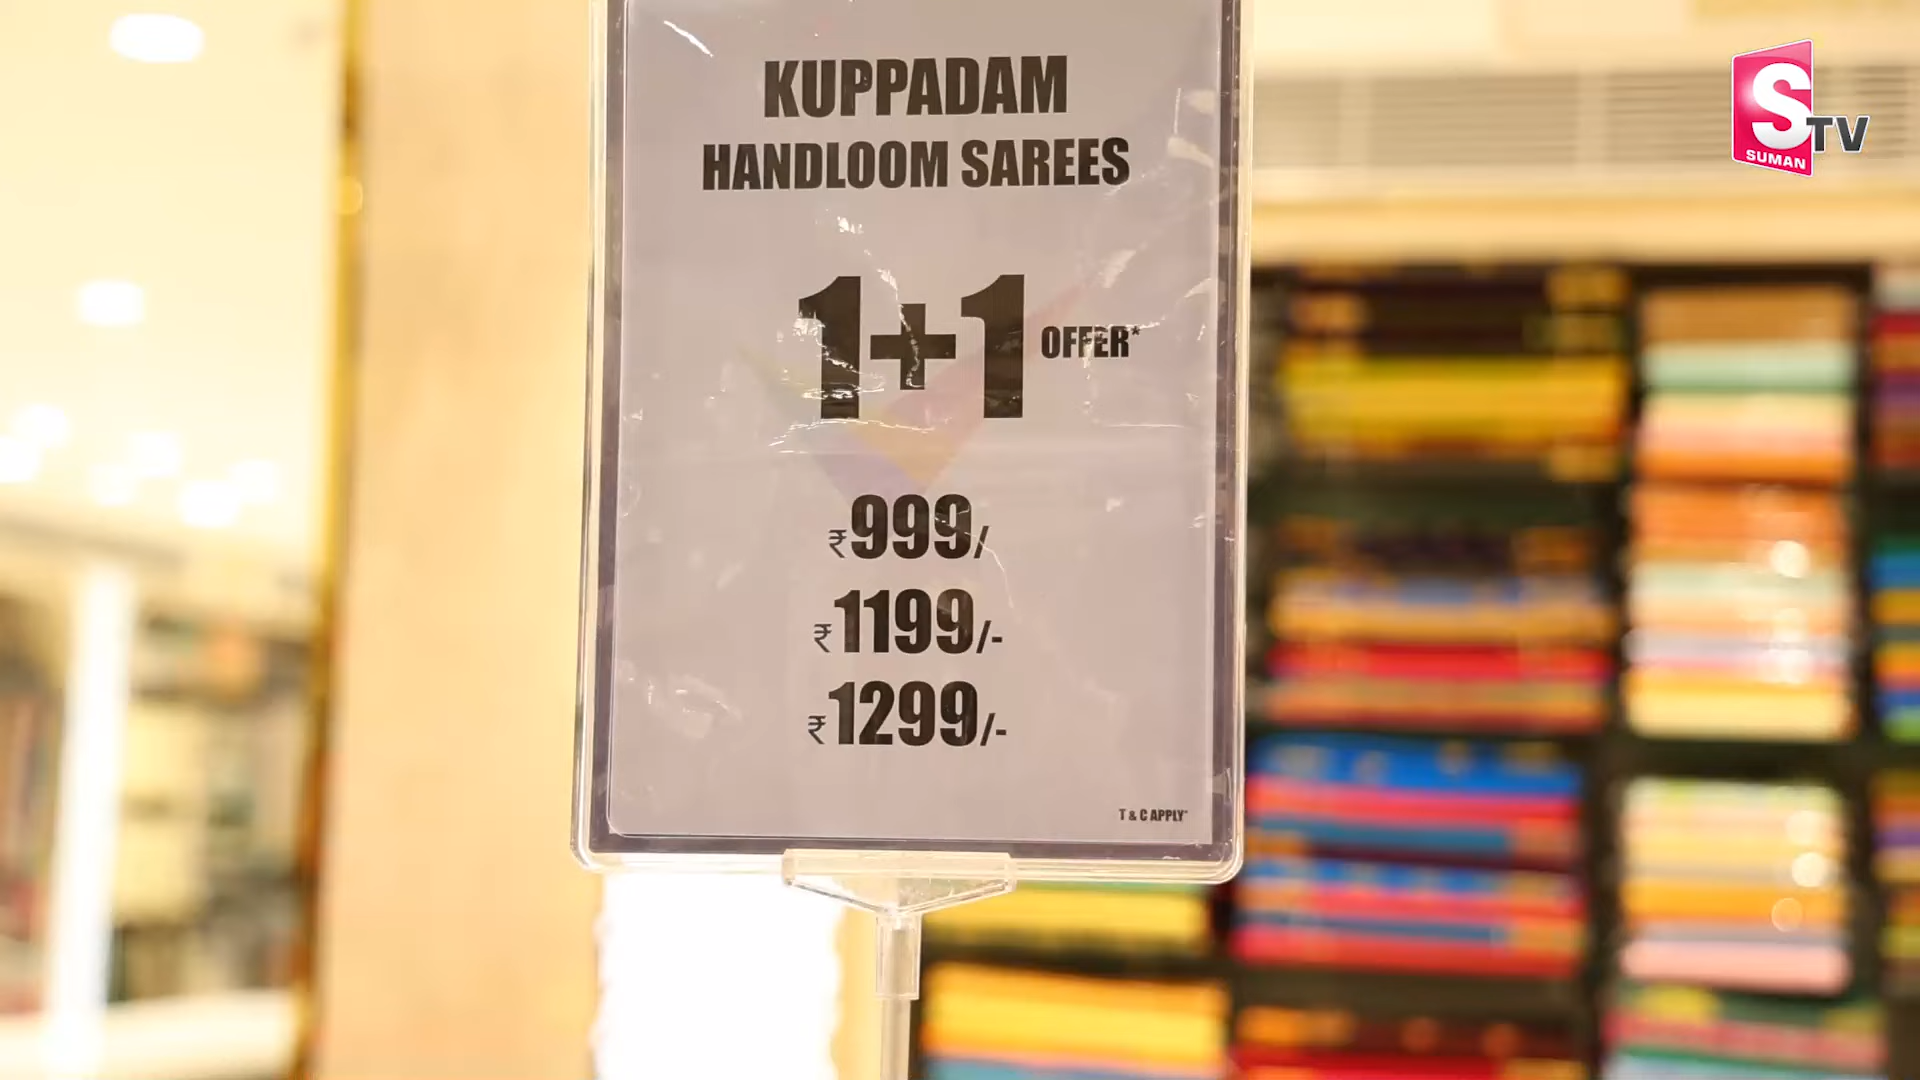 KUPPADAM
HANDLOOM SAREES
1+1 OFFER*
₹999/
₹1199/-
₹1299/-
T & C APPLY*
S TV
SUMAN